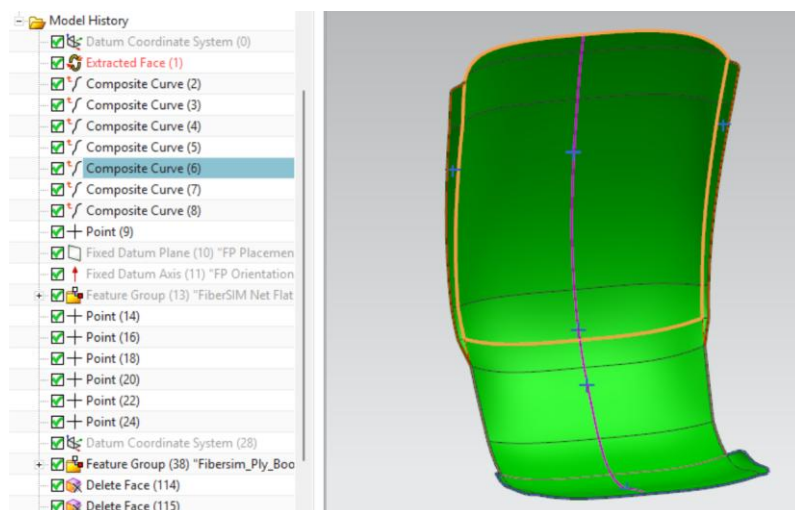 Model History
Datum Coordinate System (0)
Extracted Face (1)
Composite Curve (2)
Composite Curve (3)
Composite Curve (4)
Composite Curve (5)
Composite Curve (6)
Composite Curve (7)
Composite Curve (8)
Point (9)
Fixed Datum Plane (10) "FP Placemen
Fixed Datum Axis (11) "FP Orientation
Feature Group (13) "FiberSIM Net Flat
Point (14)
Point (16)
Point (18)
Point (20)
Point (22)
Point (24)
Datum Coordinate System (28)
Feature Group (38) "Fibersim_Ply_Boo
Delete Face (114)
Delete Face (115)